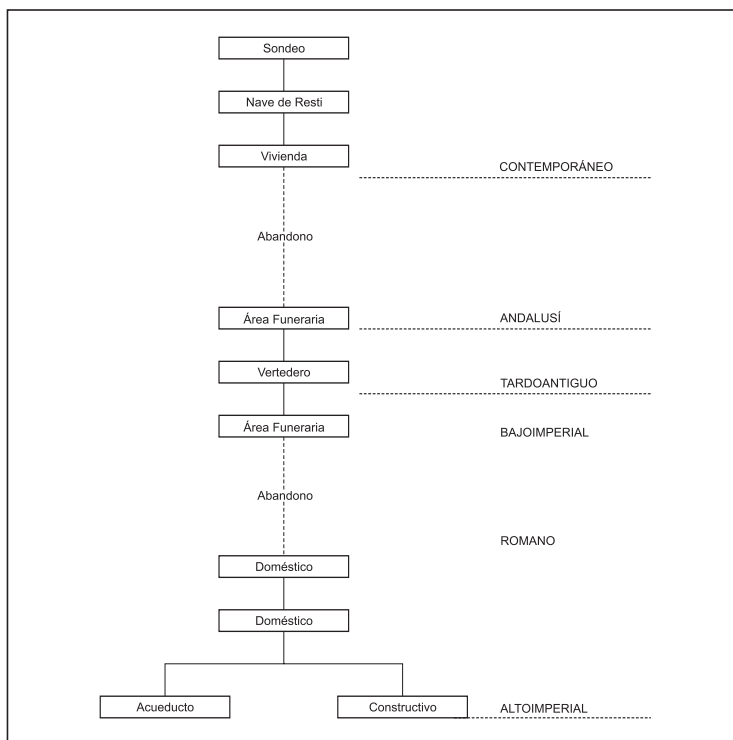 Sondeo
Nave de Resti
Vivienda
CONTEMPORÁNEO
Abandono
Área Funeraria
ANDALUSÍ
Vertedero
TARDOANTIGUO
Área Funeraria
BAJOIMPERIAL
Abandono
ROMANO
Doméstico
Doméstico
Acueducto
Constructivo
ALTOIMPERIAL